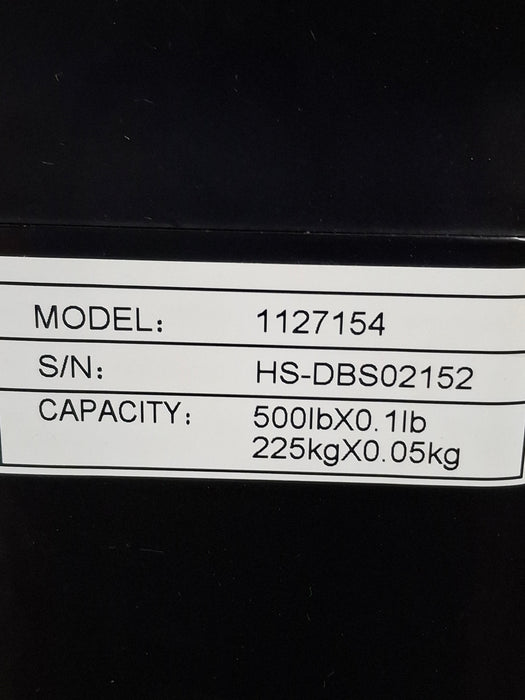 MODEL: 1127154
S/N: HS-DBS02152
CAPACITY: 500lbX0.1lb
225kgX0.05kg